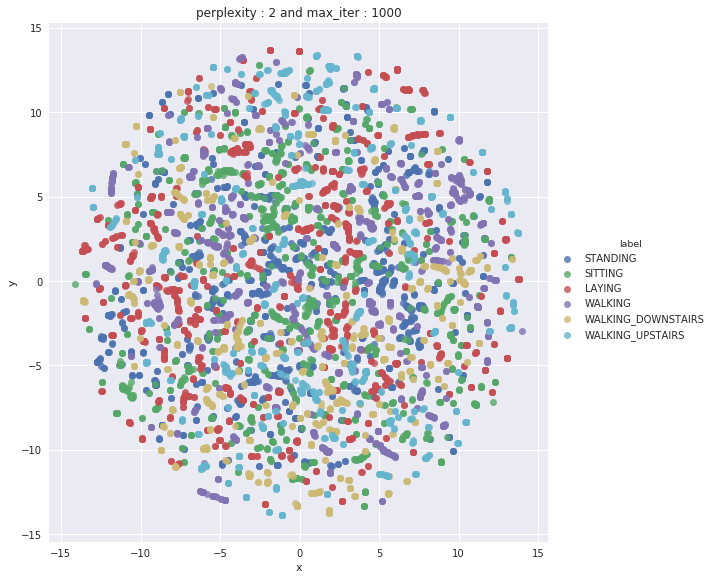 perplexity : 2 and max_iter : 1000
15
10
5
0
−5
−10
−15
y
−15
−10
−5
0
5
10
15
x
label
STANDING
SITTING
LAYING
WALKING
WALKING_DOWNSTAIRS
WALKING_UPSTAIRS